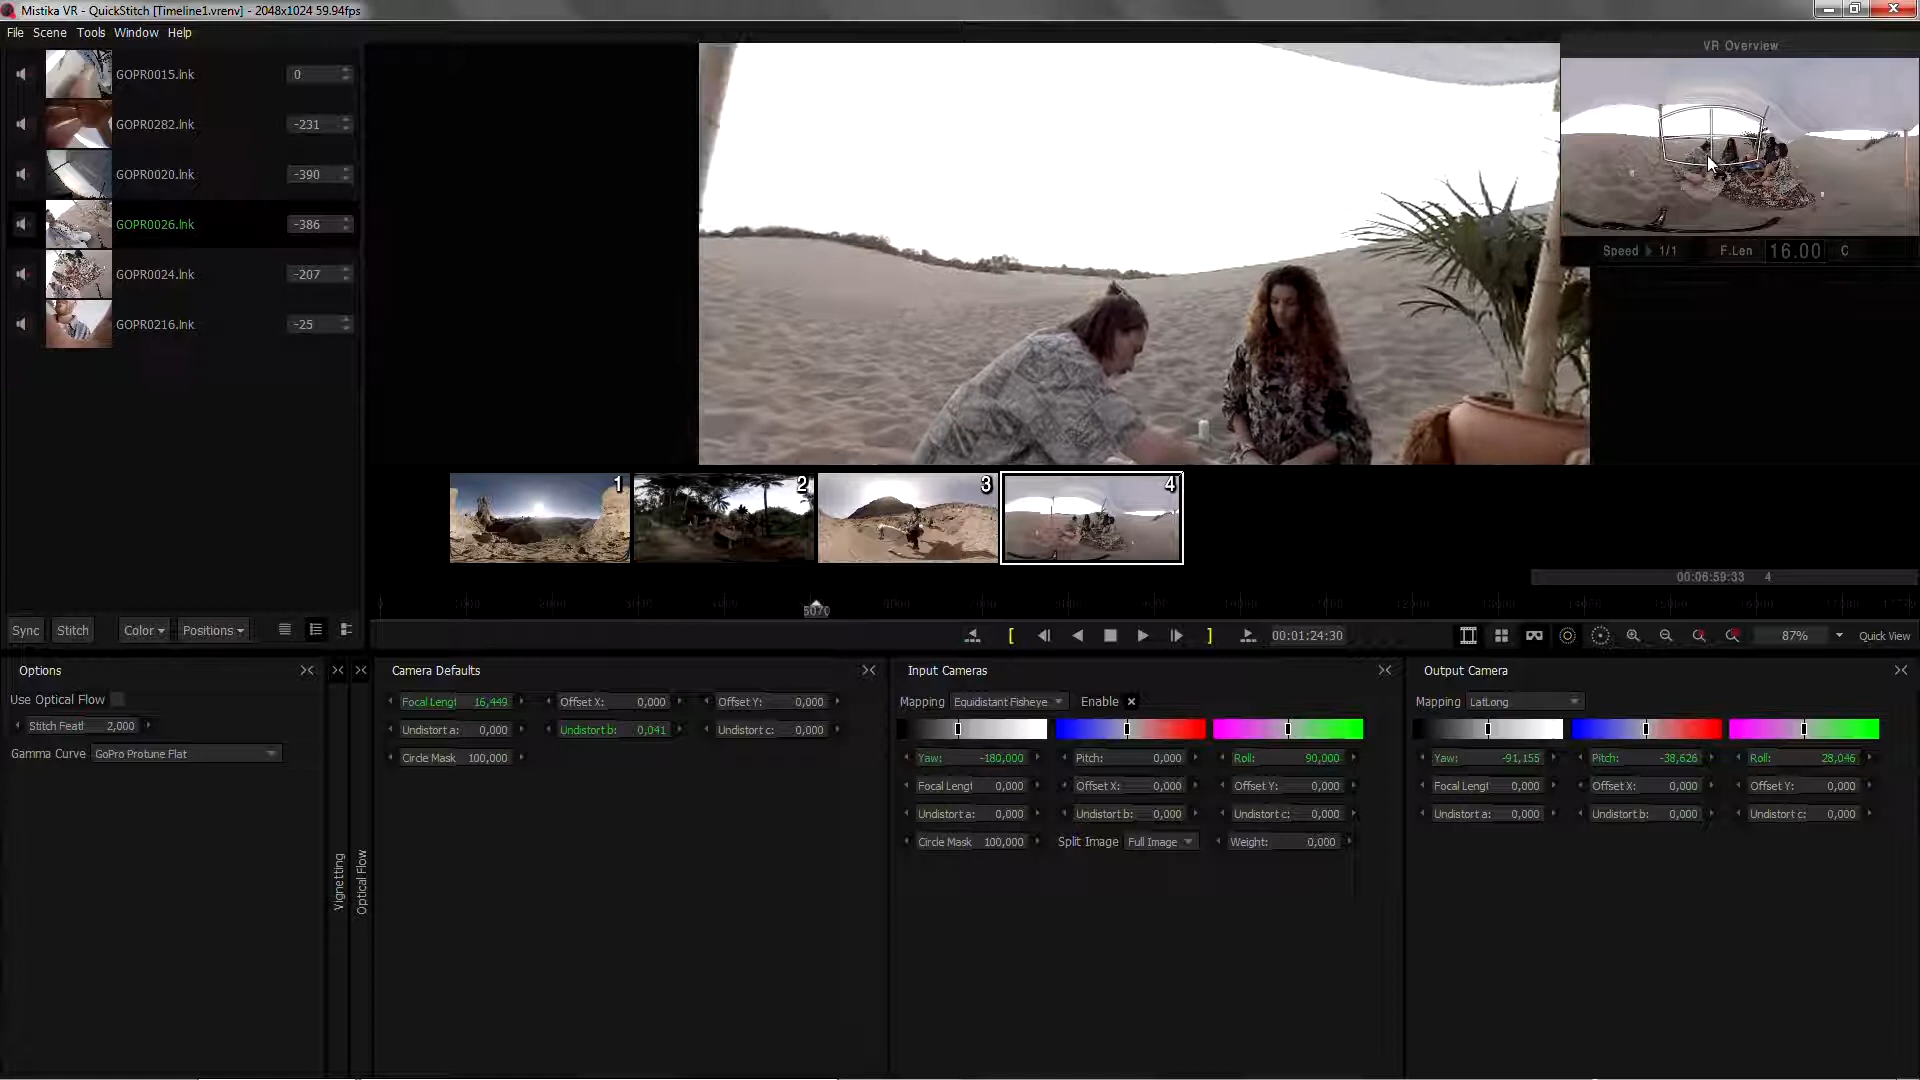 Mistika VR - QuickStitch [Timeline1.vrenv] - 2048x1024 59.94fps
File Scene Tools Window Help
VR Overview
GOPR0015.lnk 0
GOPR0282.lnk -231
GOPR0020.lnk -390
GOPR0026.lnk -386
GOPR0024.lnk -207
GOPR0216.lnk -25
Speed 1/1 F.Len 16.00 C
1 2 3 4
00:06:59:33 4
5070
Sync Stitch Color Positions 00:01:24:30 87% Quick View
Options Camera Defaults Input Cameras Output Camera
Use Optical Flow
Stitch Featl 2,000
Gamma Curve GoPro Protune Flat
Vignetting
Optical Flow
Focal Lengt 16,449 Offset X: 0,000 Offset Y: 0,000
Undistort a: 0,000 Undistort b: 0,041 Undistort c: 0,000
Circle Mask 100,000
Mapping Equidistant Fisheye Enable
Yaw: -180,000 Pitch: 0,000 Roll: 90,000
Focal Lengt 0,000 Offset X: 0,000 Offset Y: 0,000
Undistort a: 0,000 Undistort b: 0,000 Undistort c: 0,000
Circle Mask 100,000 Split Image Full Image Weight: 0,000
Mapping LatLong
Yaw: -91,155 Pitch: -38,626 Roll: 28,046
Focal Lengt 0,000 Offset X: 0,000 Offset Y: 0,000
Undistort a: 0,000 Undistort b: 0,000 Undistort c: 0,000